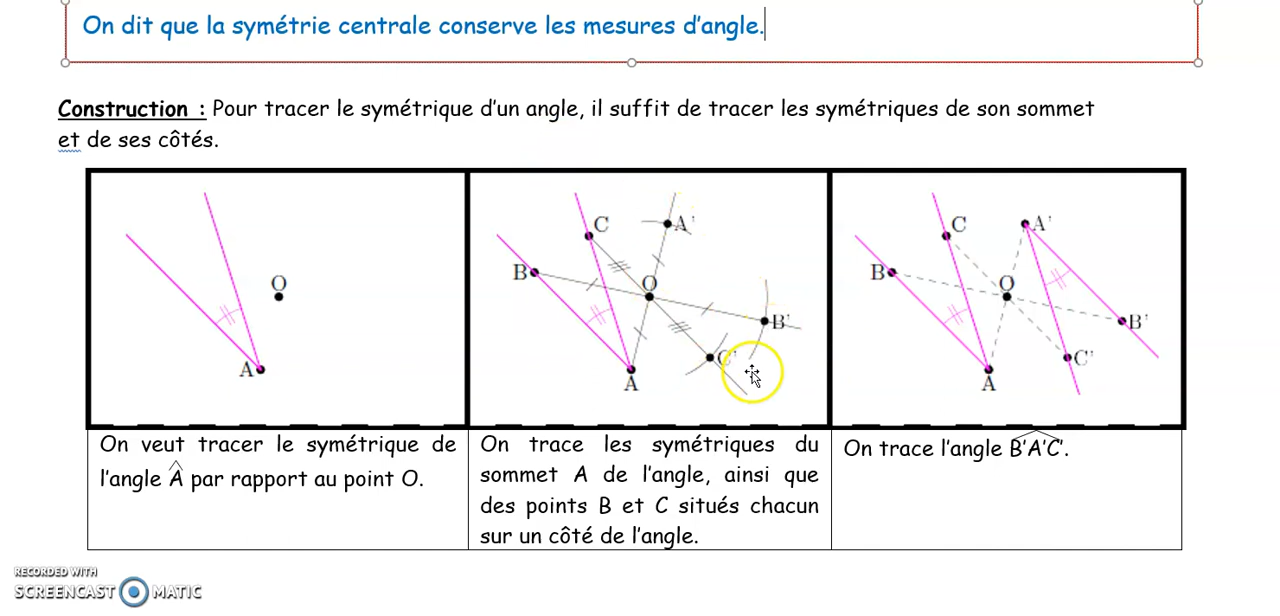 On dit que la symétrie centrale conserve les mesures d'angle.
Construction : Pour tracer le symétrique d'un angle, il suffit de tracer les symétriques de son sommet
et de ses côtés.
O
A
C
A'
B
O
B'
C'
A
C
A'
B
O
B'
C'
A
On veut tracer le symétrique de
l'angle Â par rapport au point O.
On trace les symétriques du
sommet A de l'angle, ainsi que
des points B et C situés chacun
sur un côté de l'angle.
On trace l'angle B'A'C'.
RECORDED WITH
SCREENCAST MATIC